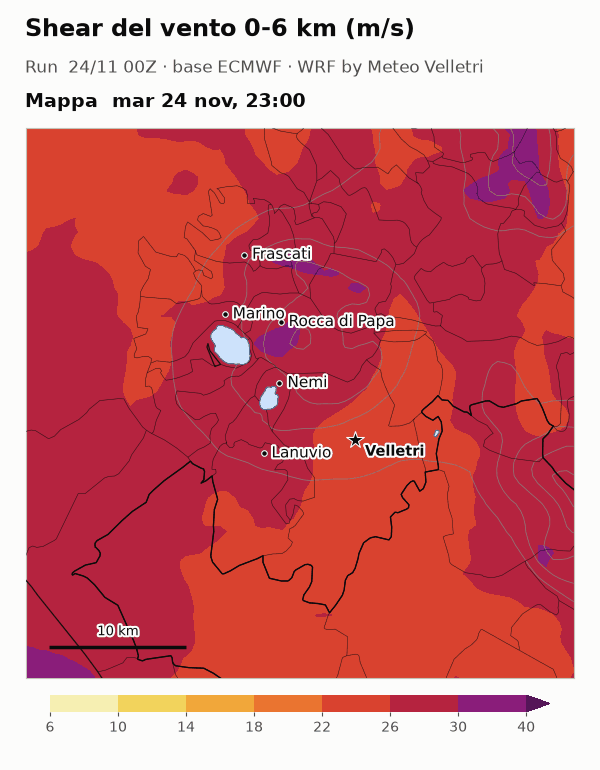 Shear del vento 0-6 km (m/s)
Run  24/11 00Z · base ECMWF · WRF by Meteo Velletri
Mappa  mar 24 nov, 23:00
Frascati
Marino
Rocca di Papa
Nemi
Velletri
Lanuvio
10 km
6 10 14 18 22 26 30 40